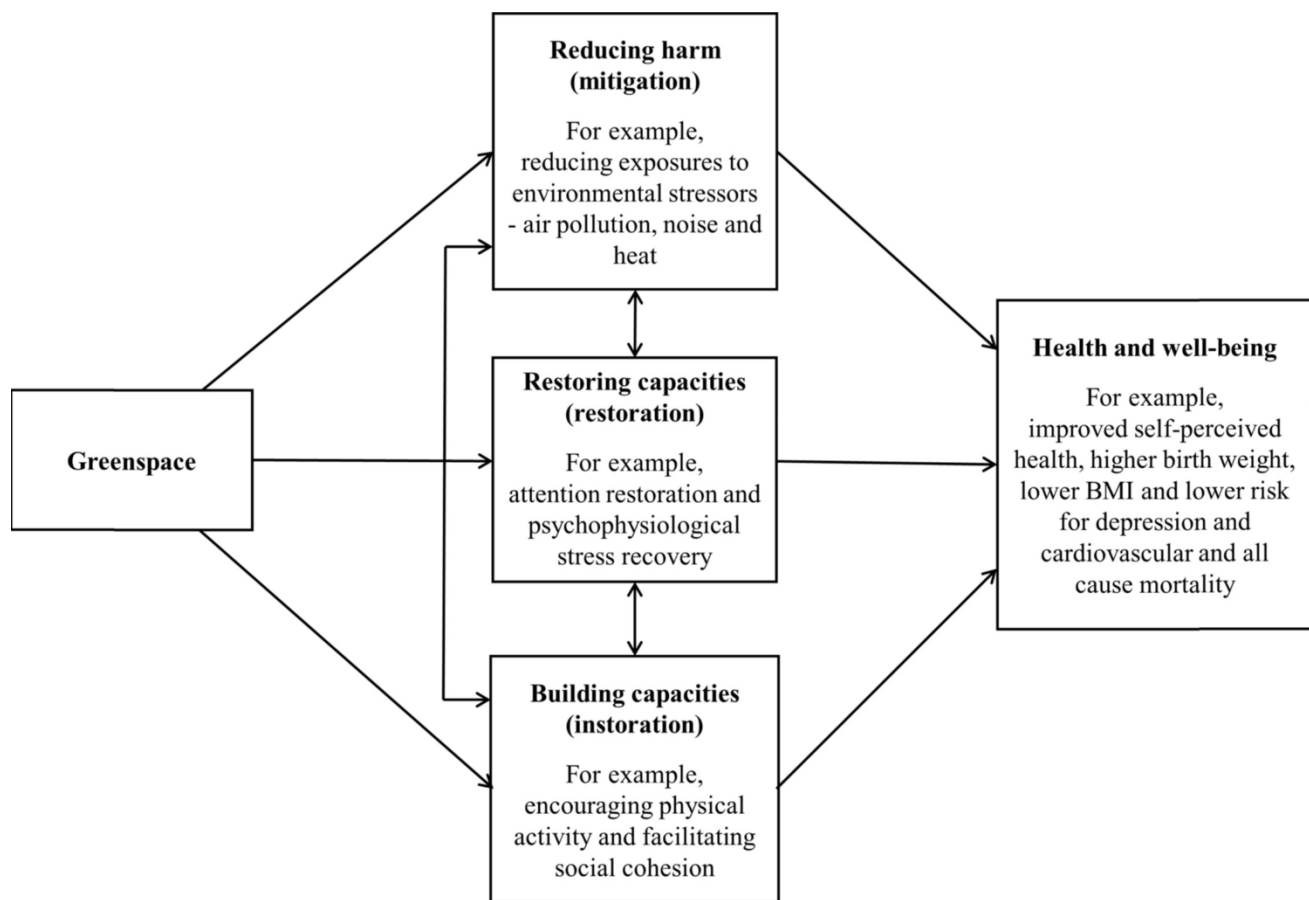 Greenspace
Reducing harm
(mitigation)
For example,
reducing exposures to
environmental stressors
- air pollution, noise and
heat
Restoring capacities
(restoration)
For example,
attention restoration and
psychophysiological
stress recovery
Building capacities
(instoration)
For example,
encouraging physical
activity and facilitating
social cohesion
Health and well-being
For example,
improved self-perceived
health, higher birth weight,
lower BMI and lower risk
for depression and
cardiovascular and all
cause mortality